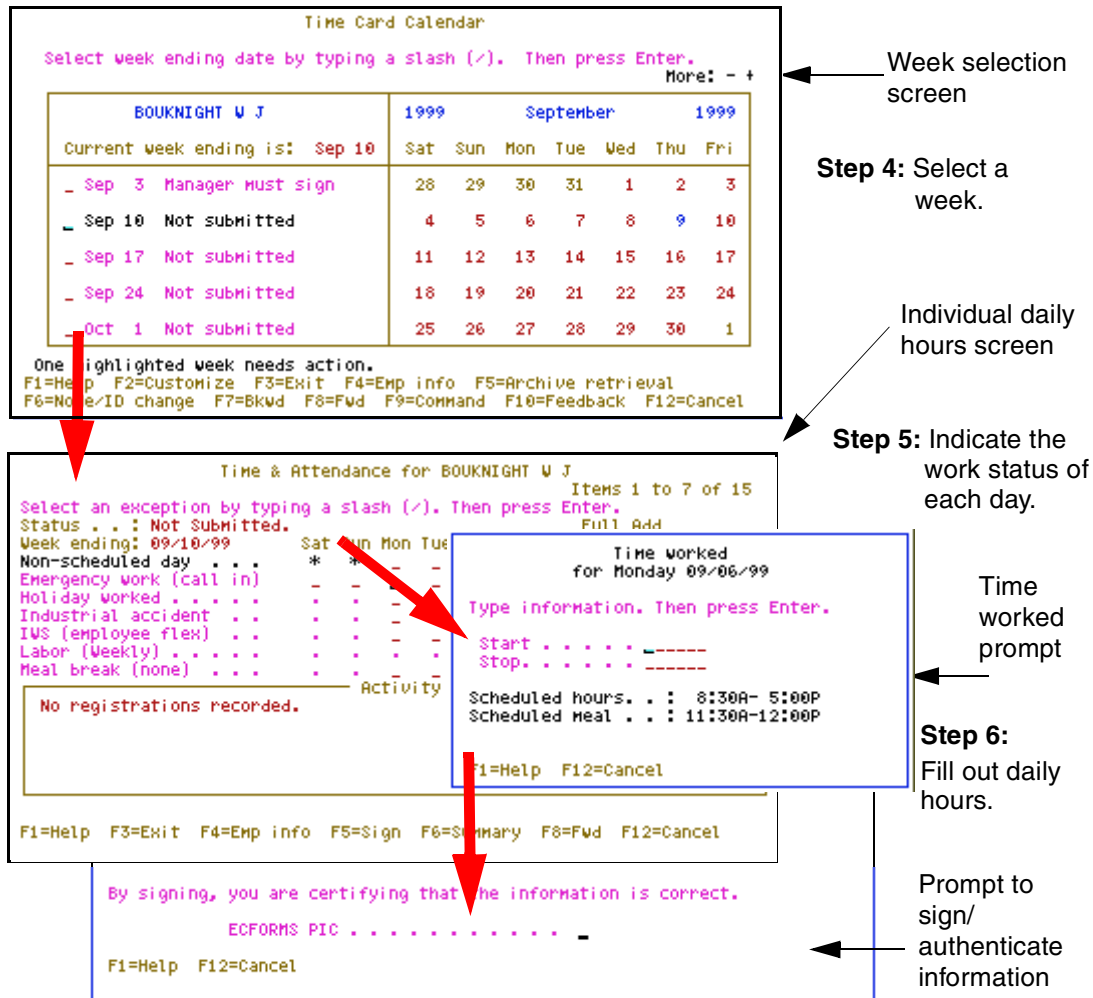 Time Card Calendar
Select week ending date by typing a slash (/). Then press Enter.
More: - +
BOUKNIGHT W J 1999 September 1999
Current week ending is: Sep 10 Sat Sun Mon Tue Wed Thu Fri
_ Sep 3 Manager must sign 28 29 30 31 1 2 3
_ Sep 10 Not submitted 4 5 6 7 8 9 10
_ Sep 17 Not submitted 11 12 13 14 15 16 17
_ Sep 24 Not submitted 18 19 20 21 22 23 24
_ Oct 1 Not submitted 25 26 27 28 29 30 1
One highlighted week needs action.
F1=Help F2=Customize F3=Exit F4=Emp info F5=Archive retrieval
F6=Node/ID change F7=Bkwd F8=Fwd F9=Command F10=Feedback F12=Cancel
Week selection
screen
Step 4: Select a
week.
Individual daily
hours screen
Step 5: Indicate the
work status of
each day.
Time & Attendance for BOUKNIGHT W J
Items 1 to 7 of 15
Select an exception by typing a slash (/). Then press Enter.
Status . . : Not Submitted. Full Add
Week ending: 09/10/99 Sat Sun Mon Tue
Non-scheduled day . . . * * _ _
Emergency work (call in) _ _ _ _
Holiday worked . . . . . . . _
Industrial accident . . . . _ _
IWS (employee flex) . . . . _ _
Labor (Weekly) . . . . . . . . .
Meal break (none) . . . . . _ _
Activity
No registrations recorded.
F1=Help F3=Exit F4=Emp info F5=Sign F6=Summary F8=Fwd F12=Cancel
Time worked
for Monday 09/06/99
Type information. Then press Enter.
Start . . . . . . ______
Stop. . . . . . ______
Scheduled hours. . : 8:30A- 5:00P
Scheduled meal . . : 11:30A-12:00P
F1=Help F12=Cancel
Time
worked
prompt
Step 6:
Fill out daily
hours.
By signing, you are certifying that the information is correct.
ECFORMS PIC . . . . . . . . . . . _
F1=Help F12=Cancel
Prompt to
sign/
authenticate
information